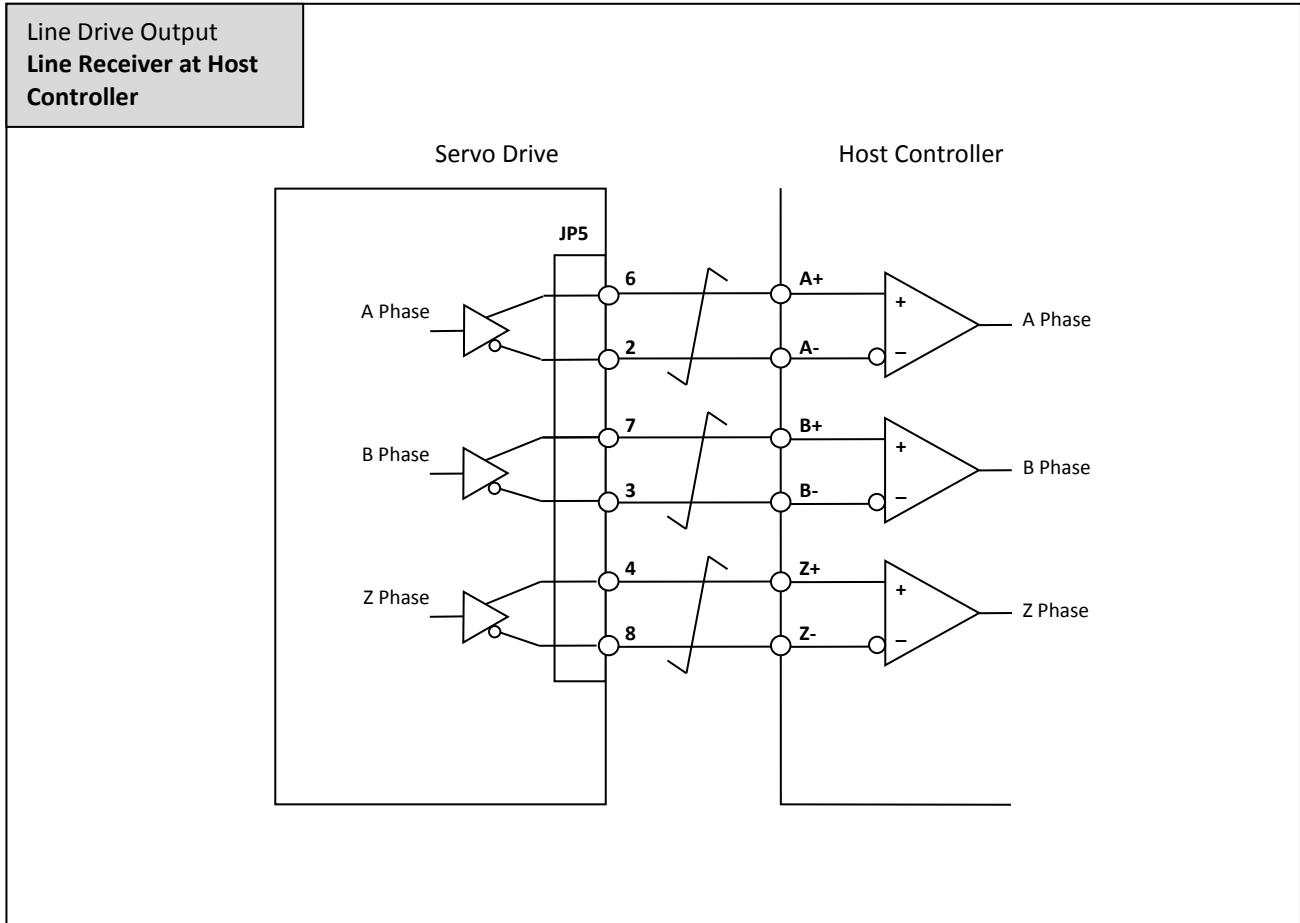 Line Drive Output
Line Receiver at Host
Controller
Servo Drive
Host Controller
JP5
6
A+
+
A Phase
A Phase
2
A-
−
7
B+
+
B Phase
B Phase
3
B-
−
4
Z+
+
Z Phase
Z Phase
8
Z-
−